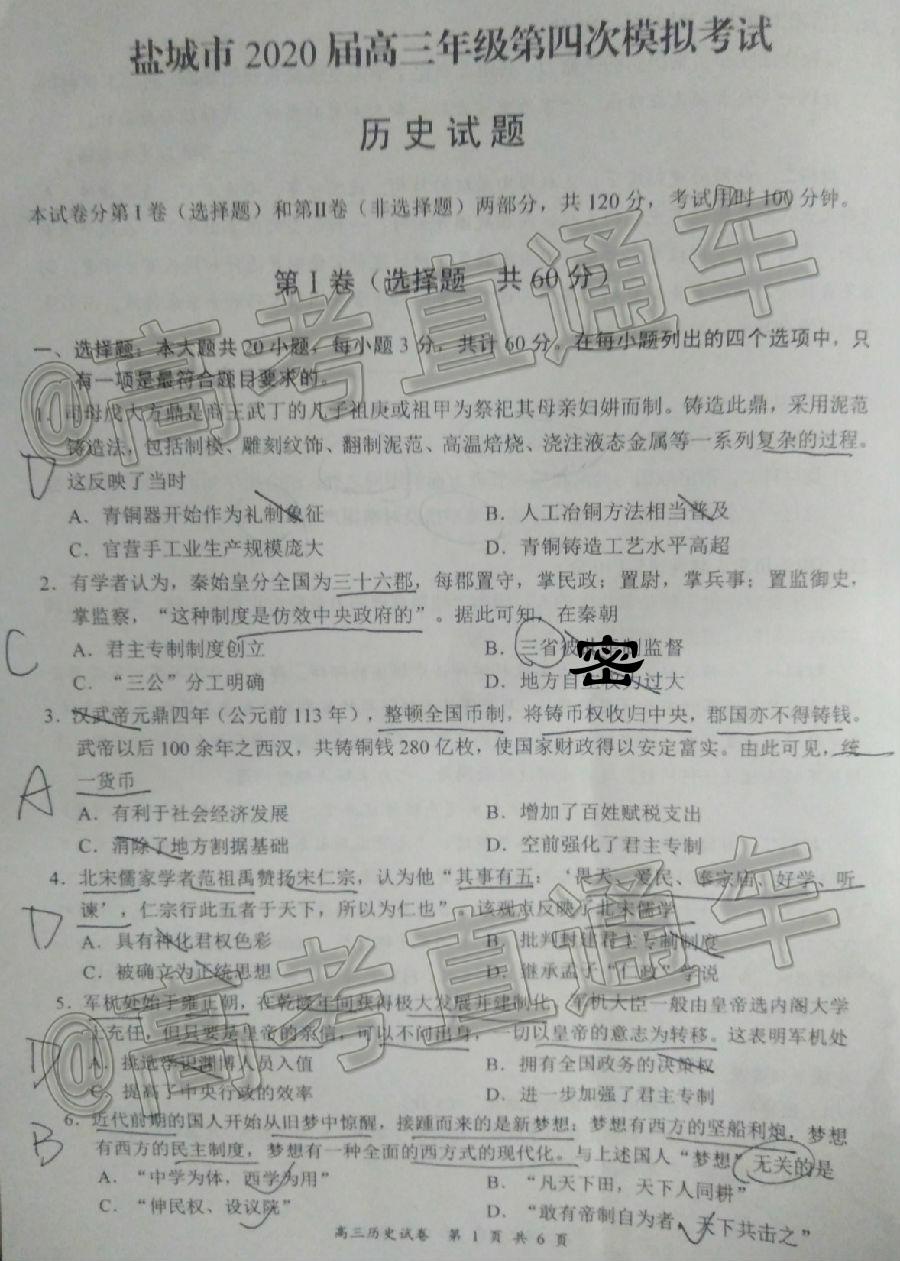 盐城市 2020 届高三年级第四次模拟考试
历史试题
本试卷分第 I 卷（选择题）和第II卷（非选择题）两部分，共 120 分，考试用时 100 分钟。
第 I 卷（选择题 共 60 分）
一、选择题：本大题共 20 小题，每小题 3 分，共计 60 分。在每小题列出的四个选项中，只
有一项是最符合题目要求的。
1．司母戊大方鼎是商王武丁的儿子祖庚或祖甲为祭祀其母亲妇妌而制。铸造此鼎，采用泥范
铸造法，包括制模、雕刻纹饰、翻制泥范、高温焙烧、浇注液态金属等一系列复杂的过程。
D 这反映了当时
A．青铜器开始作为礼制象征 B．人工冶铜方法相当普及
C．官营手工业生产规模庞大 D．青铜铸造工艺水平高超
2．有学者认为，秦始皇分全国为三十六郡，每郡置守，掌民政；置尉，掌兵事；置监御史，
掌监察，“这种制度是仿效中央政府的”。据此可知，在秦朝
C A．君主专制制度创立 B．三省彼 制监督
C．“三公”分工明确 D．地方自 权力过大
密
3．汉武帝元鼎四年（公元前 113 年），整顿全国币制，将铸币权收归中央，郡国亦不得铸钱。
武帝以后 100 余年之西汉，共铸铜钱 280 亿枚，使国家财政得以安定富实。由此可见，统
A 一货币
A．有利于社会经济发展 B．增加了百姓赋税支出
C．消除了地方割据基础 D．空前强化了君主专制
4．北宋儒家学者范祖禹赞扬宋仁宗，认为他“其事有五：‘畏天、爱民、奉宗庙、好学、听
谏’，仁宗行此五者于天下，所以为仁也”。该观点反映了北宋儒学
D A．具有神化君权色彩 B．批判封建君主专制制度
C．被确立为正统思想 D．继承孟子“仁政”学说
5．军机处始于雍正朝，在乾隆年间获得极大发展并建制化，军机大臣一般由皇帝选内阁大学
士充任，但只要是皇帝的亲信，可以不问出身，一切以皇帝的意志为转移。这表明军机处
D A．挑选学识渊博人员入值 B．拥有全国政务的决策权
C．提高了中央行政的效率 D．进一步加强了君主专制
6．近代前期的国人开始从旧梦中惊醒，接踵而来的是新梦想：梦想有西方的坚船利炮，梦想
B 有西方的民主制度，梦想有一种全面的西方式的现代化。与上述国人“梦想”无关的是
A．“中学为体，西学为用” B．“凡天下田，天下人同耕”
C．“伸民权、设议院” D．“敢有帝制自为者，天下共击之”
高三历史试卷 第 1 页 共 6 页
@高考直通车
@高考直通车